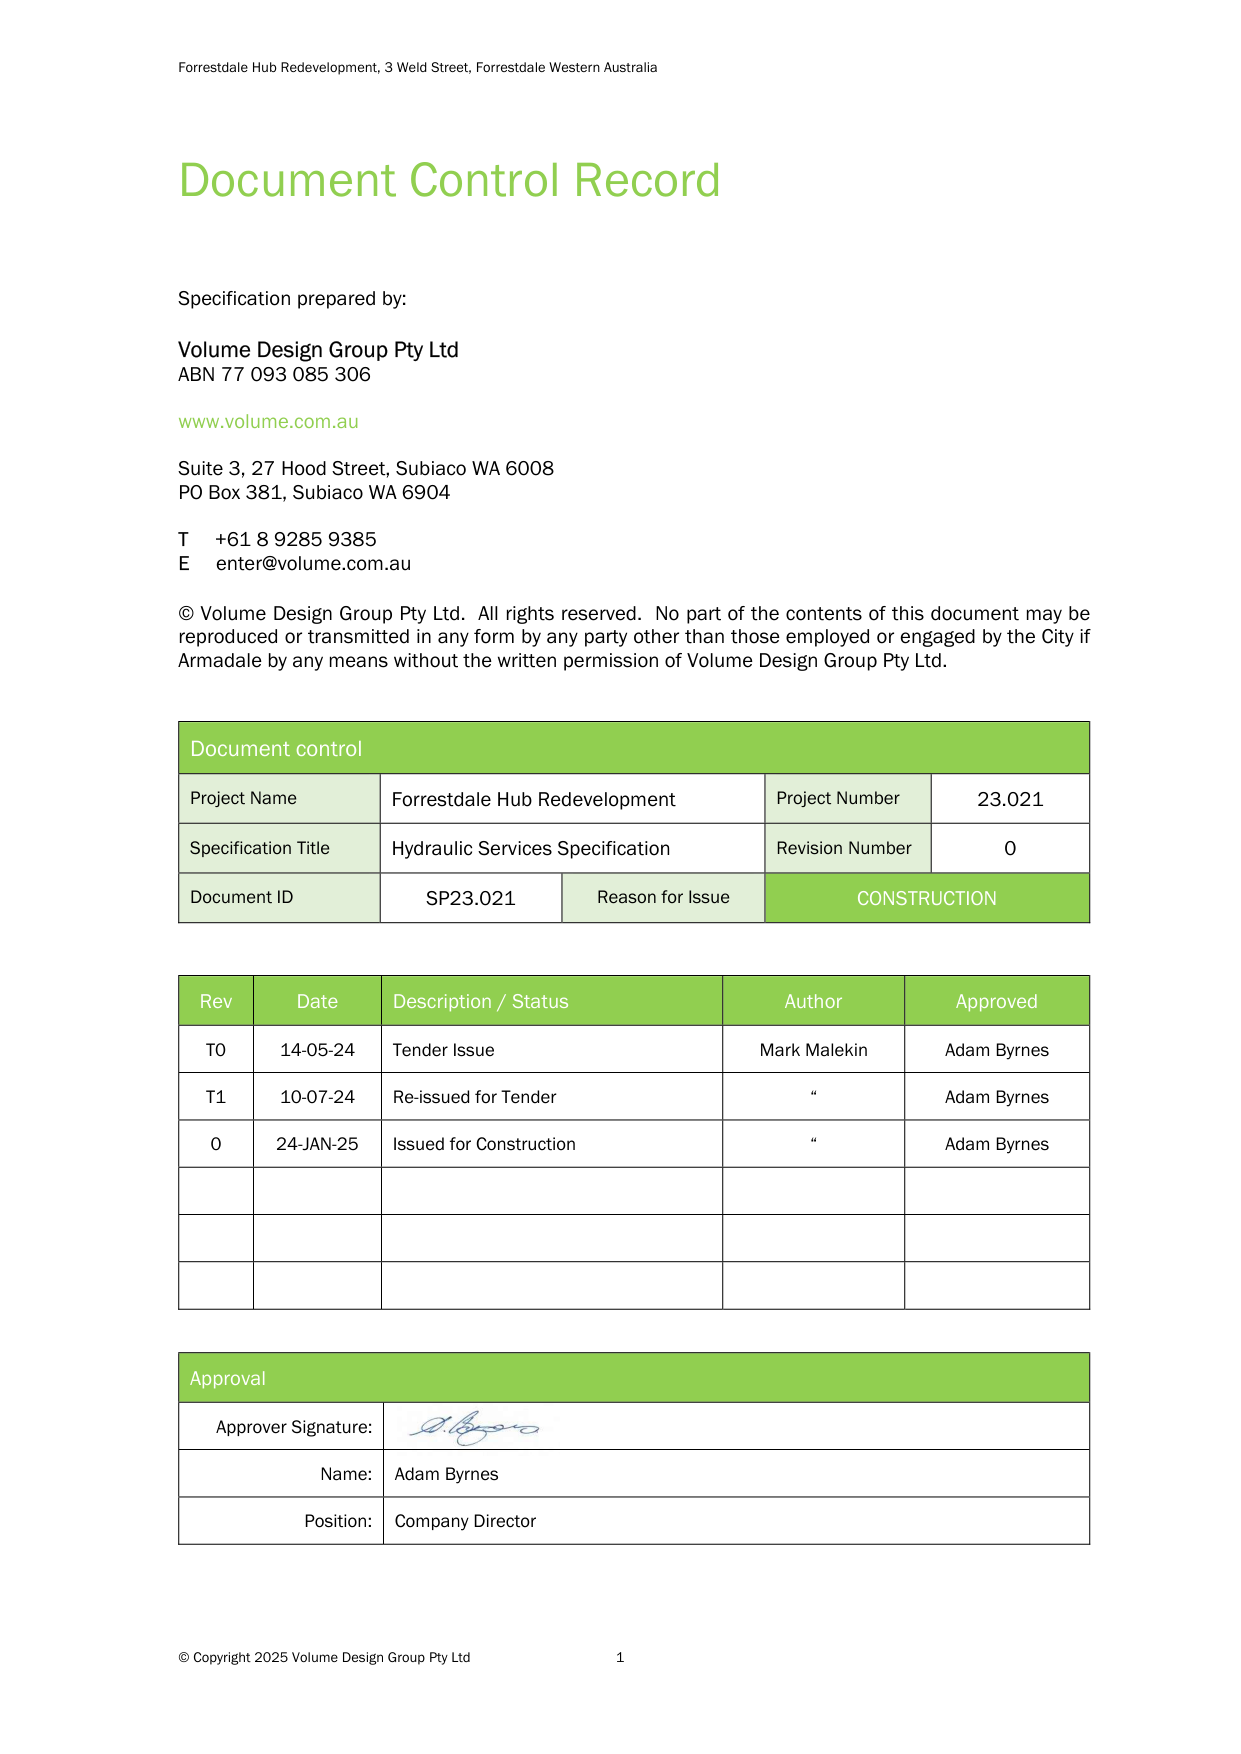 Forrestdale Hub Redevelopment, 3 Weld Street, Forrestdale Western Australia
Document Control Record
Specification prepared by:
Volume Design Group Pty Ltd
ABN 77 093 085 306
www.volume.com.au
Suite 3, 27 Hood Street, Subiaco WA 6008
PO Box 381, Subiaco WA 6904
T +61 8 9285 9385
E enter@volume.com.au
© Volume Design Group Pty Ltd. All rights reserved. No part of the contents of this document may be
reproduced or transmitted in any form by any party other than those employed or engaged by the City if
Armadale by any means without the written permission of Volume Design Group Pty Ltd.
Document control
Project Name Forrestdale Hub Redevelopment Project Number 23.021
Specification Title Hydraulic Services Specification Revision Number 0
Document ID SP23.021 Reason for Issue CONSTRUCTION
Rev Date Description / Status Author Approved
T0 14-05-24 Tender Issue Mark Malekin Adam Byrnes
T1 10-07-24 Re-issued for Tender “ Adam Byrnes
0 24-JAN-25 Issued for Construction “ Adam Byrnes
Approval
Approver Signature: A. Byrnes
Name: Adam Byrnes
Position: Company Director
© Copyright 2025 Volume Design Group Pty Ltd 1